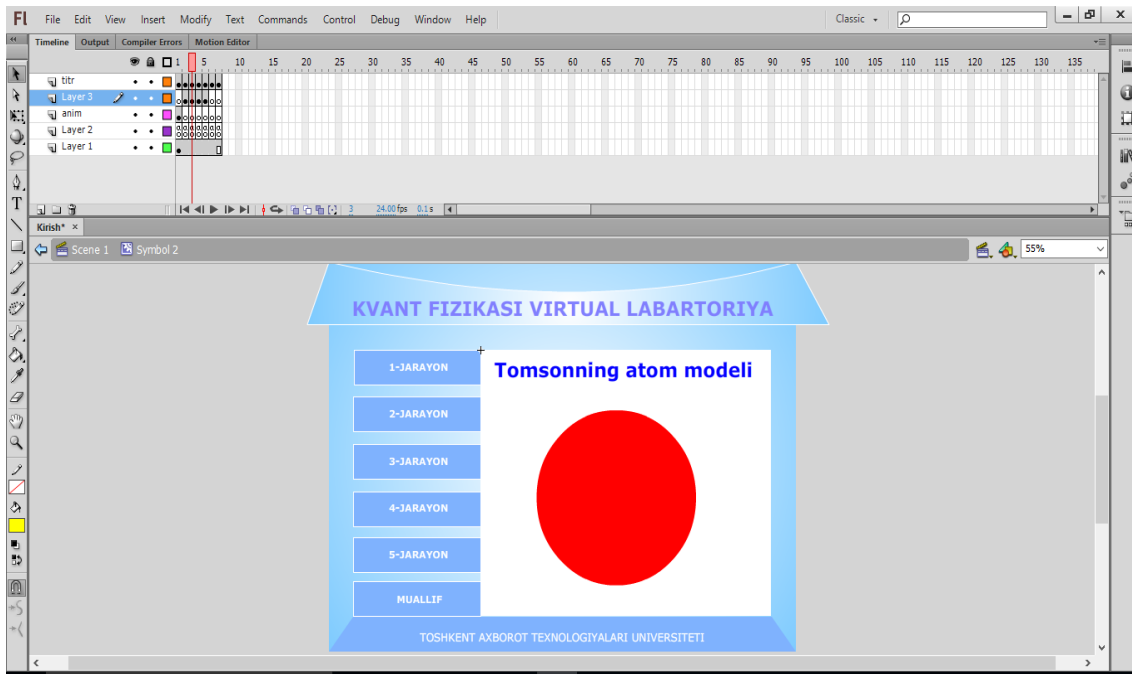 Fl File Edit View Insert Modify Text Commands Control Debug Window Help Classic
Timeline Output Compiler Errors Motion Editor
1 5 10 15 20 25 30 35 40 45 50 55 60 65 70 75 80 85 90 95 100 105 110 115 120 125 130 135
titr
Layer 3
anim
Layer 2
Layer 1
3 24.00 fps 0.1 s
Kirish*
Scene 1 Symbol 2 55%
KVANT FIZIKASI VIRTUAL LABARTORIYA
Tomsonning atom modeli
1-JARAYON
2-JARAYON
3-JARAYON
4-JARAYON
5-JARAYON
MUALLIF
TOSHKENT AXBOROT TEXNOLOGIYALARI UNIVERSITETI